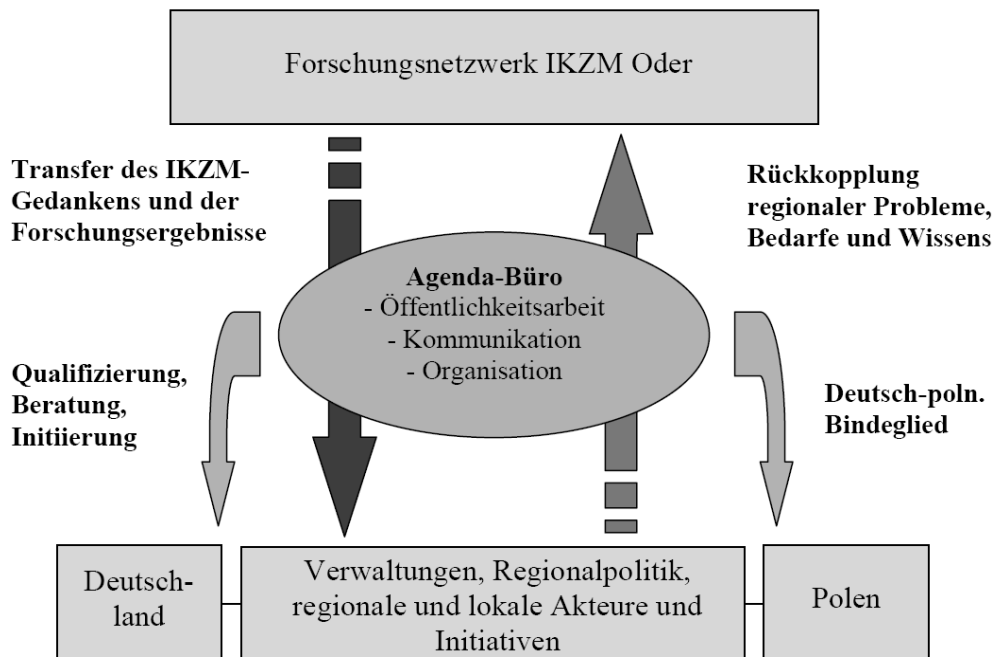 Forschungsnetzwerk IKZM Oder
Transfer des IKZM-
Gedankens und der
Forschungsergebnisse
Rückkopplung
regionaler Probleme,
Bedarfe und Wissens
Agenda-Büro
- Öffentlichkeitsarbeit
- Kommunikation
- Organisation
Qualifizierung,
Beratung,
Initiierung
Deutsch-poln.
Bindeglied
Deutsch-
land
Verwaltungen, Regionalpolitik,
regionale und lokale Akteure und
Initiativen
Polen